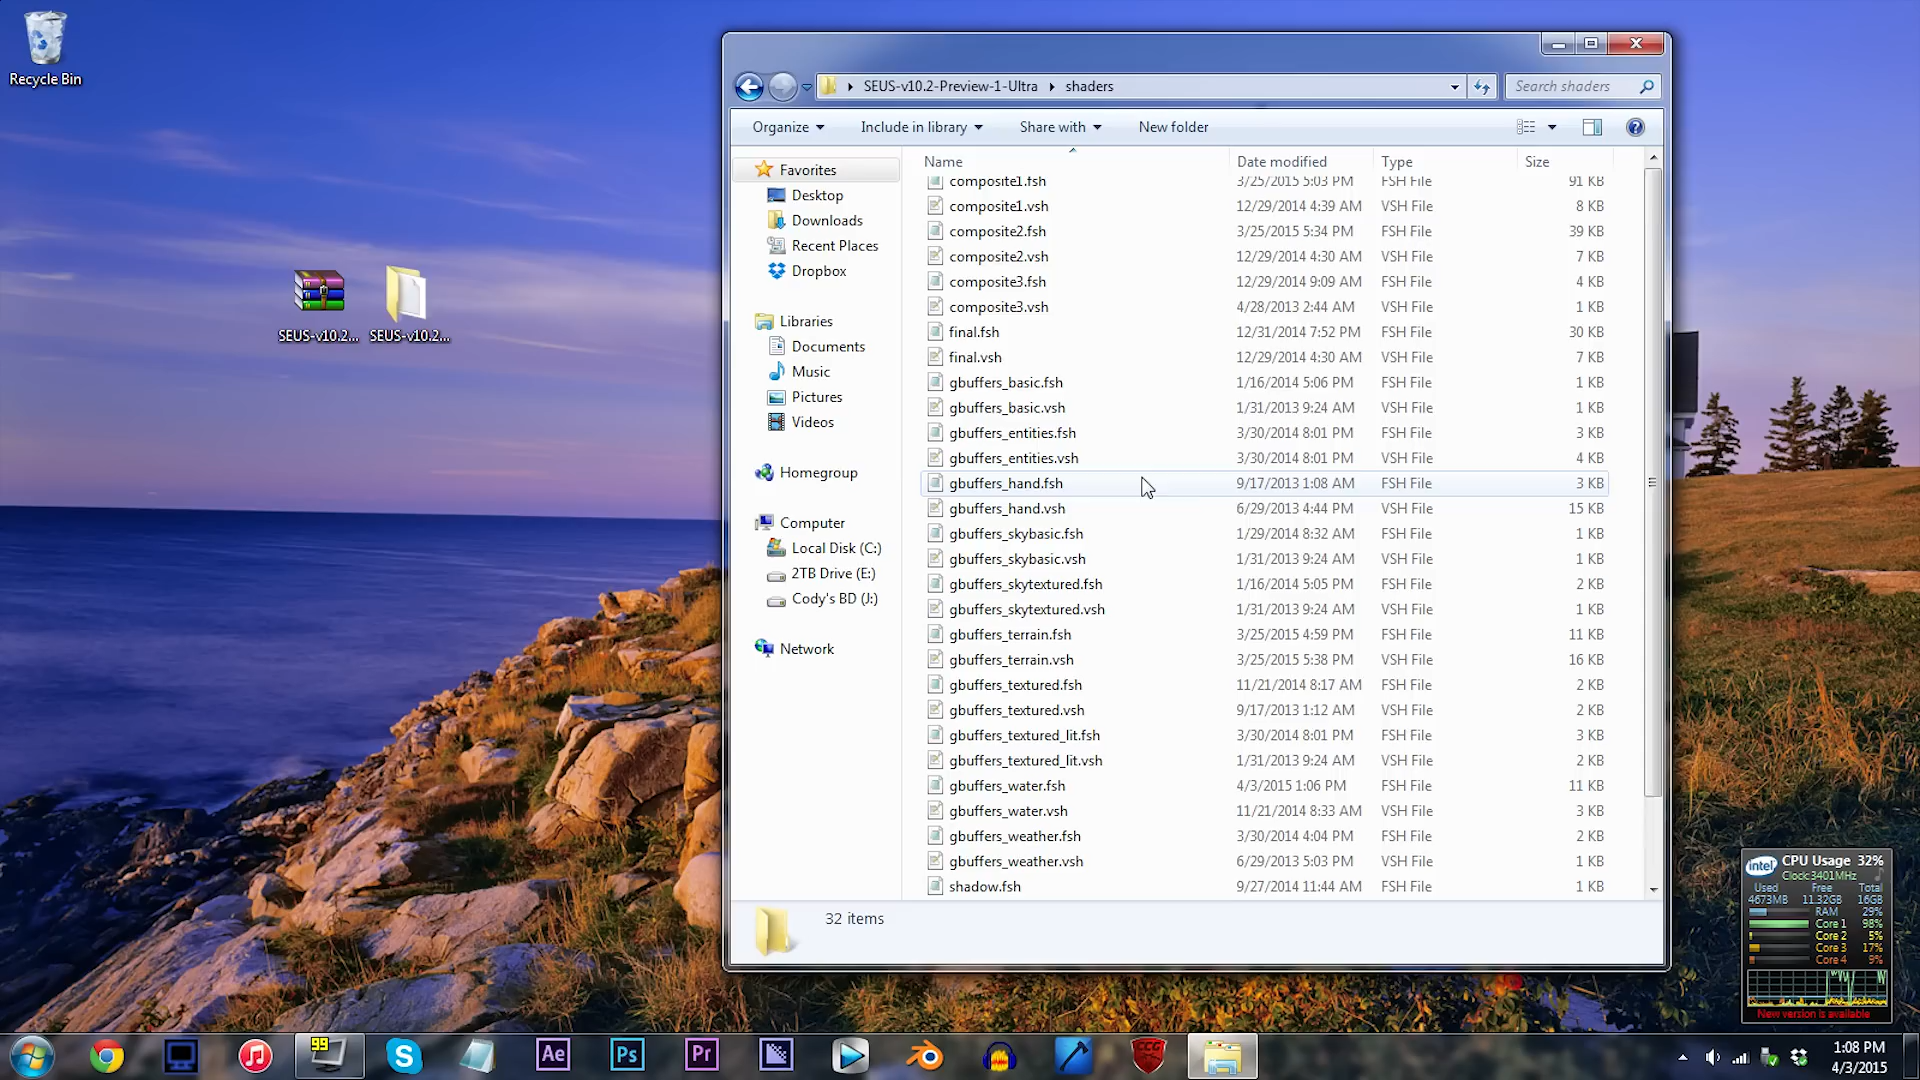 Recycle Bin
SEUS-v10.2... SEUS-v10.2...
SEUS-v10.2-Preview-1-Ultra shaders
Search shaders
Organize Include in library Share with New folder
Favorites
Desktop
Downloads
Recent Places
Dropbox
Libraries
Documents
Music
Pictures
Videos
Homegroup
Computer
Local Disk (C:)
2TB Drive (E:)
Cody's BD (J:)
Network
Name Date modified Type Size
composite1.fsh 3/25/2015 5:03 PM FSH File 91 KB
composite1.vsh 12/29/2014 4:39 AM VSH File 8 KB
composite2.fsh 3/25/2015 5:34 PM FSH File 39 KB
composite2.vsh 12/29/2014 4:30 AM VSH File 7 KB
composite3.fsh 12/29/2014 9:09 AM FSH File 4 KB
composite3.vsh 4/28/2013 2:44 AM VSH File 1 KB
final.fsh 12/31/2014 7:52 PM FSH File 30 KB
final.vsh 12/29/2014 4:30 AM VSH File 7 KB
gbuffers_basic.fsh 1/16/2014 5:06 PM FSH File 1 KB
gbuffers_basic.vsh 1/31/2013 9:24 AM VSH File 1 KB
gbuffers_entities.fsh 3/30/2014 8:01 PM FSH File 3 KB
gbuffers_entities.vsh 3/30/2014 8:01 PM VSH File 4 KB
gbuffers_hand.fsh 9/17/2013 1:08 AM FSH File 3 KB
gbuffers_hand.vsh 6/29/2013 4:44 PM VSH File 15 KB
gbuffers_skybasic.fsh 1/29/2014 8:32 AM FSH File 1 KB
gbuffers_skybasic.vsh 1/31/2013 9:24 AM VSH File 1 KB
gbuffers_skytextured.fsh 1/16/2014 5:05 PM FSH File 2 KB
gbuffers_skytextured.vsh 1/31/2013 9:24 AM VSH File 1 KB
gbuffers_terrain.fsh 3/25/2015 4:59 PM FSH File 11 KB
gbuffers_terrain.vsh 3/25/2015 5:38 PM VSH File 16 KB
gbuffers_textured.fsh 11/21/2014 8:17 AM FSH File 2 KB
gbuffers_textured.vsh 9/17/2013 1:12 AM VSH File 2 KB
gbuffers_textured_lit.fsh 3/30/2014 8:01 PM FSH File 3 KB
gbuffers_textured_lit.vsh 1/31/2013 9:24 AM VSH File 2 KB
gbuffers_water.fsh 4/3/2015 1:06 PM FSH File 11 KB
gbuffers_water.vsh 11/21/2014 8:33 AM VSH File 3 KB
gbuffers_weather.fsh 3/30/2014 4:04 PM FSH File 2 KB
gbuffers_weather.vsh 6/29/2013 5:03 PM VSH File 1 KB
shadow.fsh 9/27/2014 11:44 AM FSH File 1 KB
32 items
intel CPU Usage 32%
Clock: 3401MHz
Used Free Total
4673MB 11.32GB 16GB
RAM 29%
Core 1 98%
Core 2 5%
Core 3 17%
Core 4 9%
New version is available
99
S
Ae
Ps
Pr
CCG
1:08 PM
4/3/2015